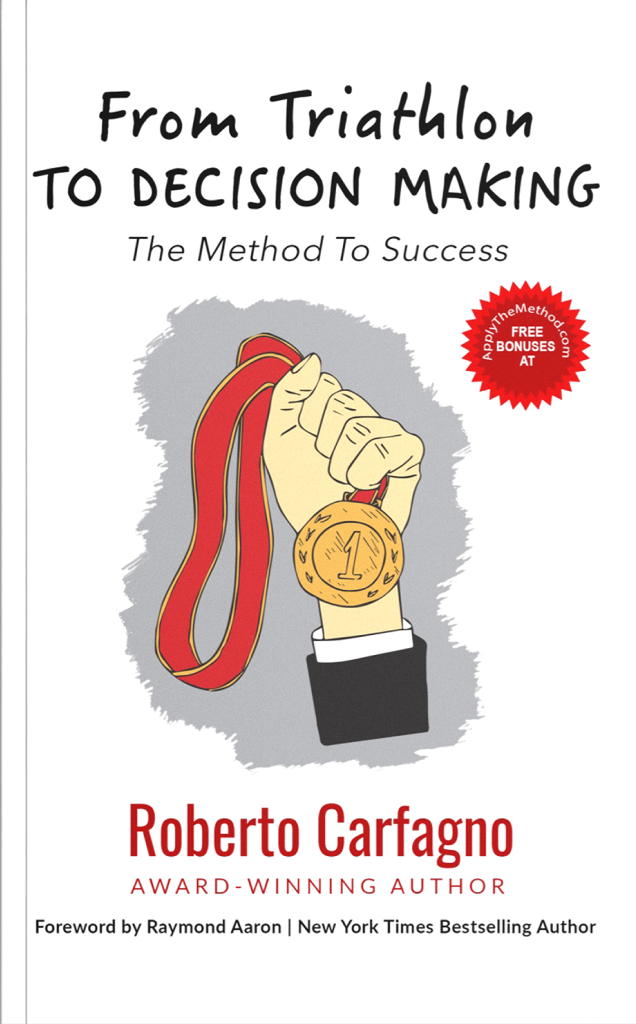 From Triathlon
TO DECISION MAKING
The Method To Success
ApplyTheMethod.com
FREE
BONUSES
AT
1
Roberto Carfagno
AWARD-WINNING AUTHOR
Foreword by Raymond Aaron | New York Times Bestselling Author